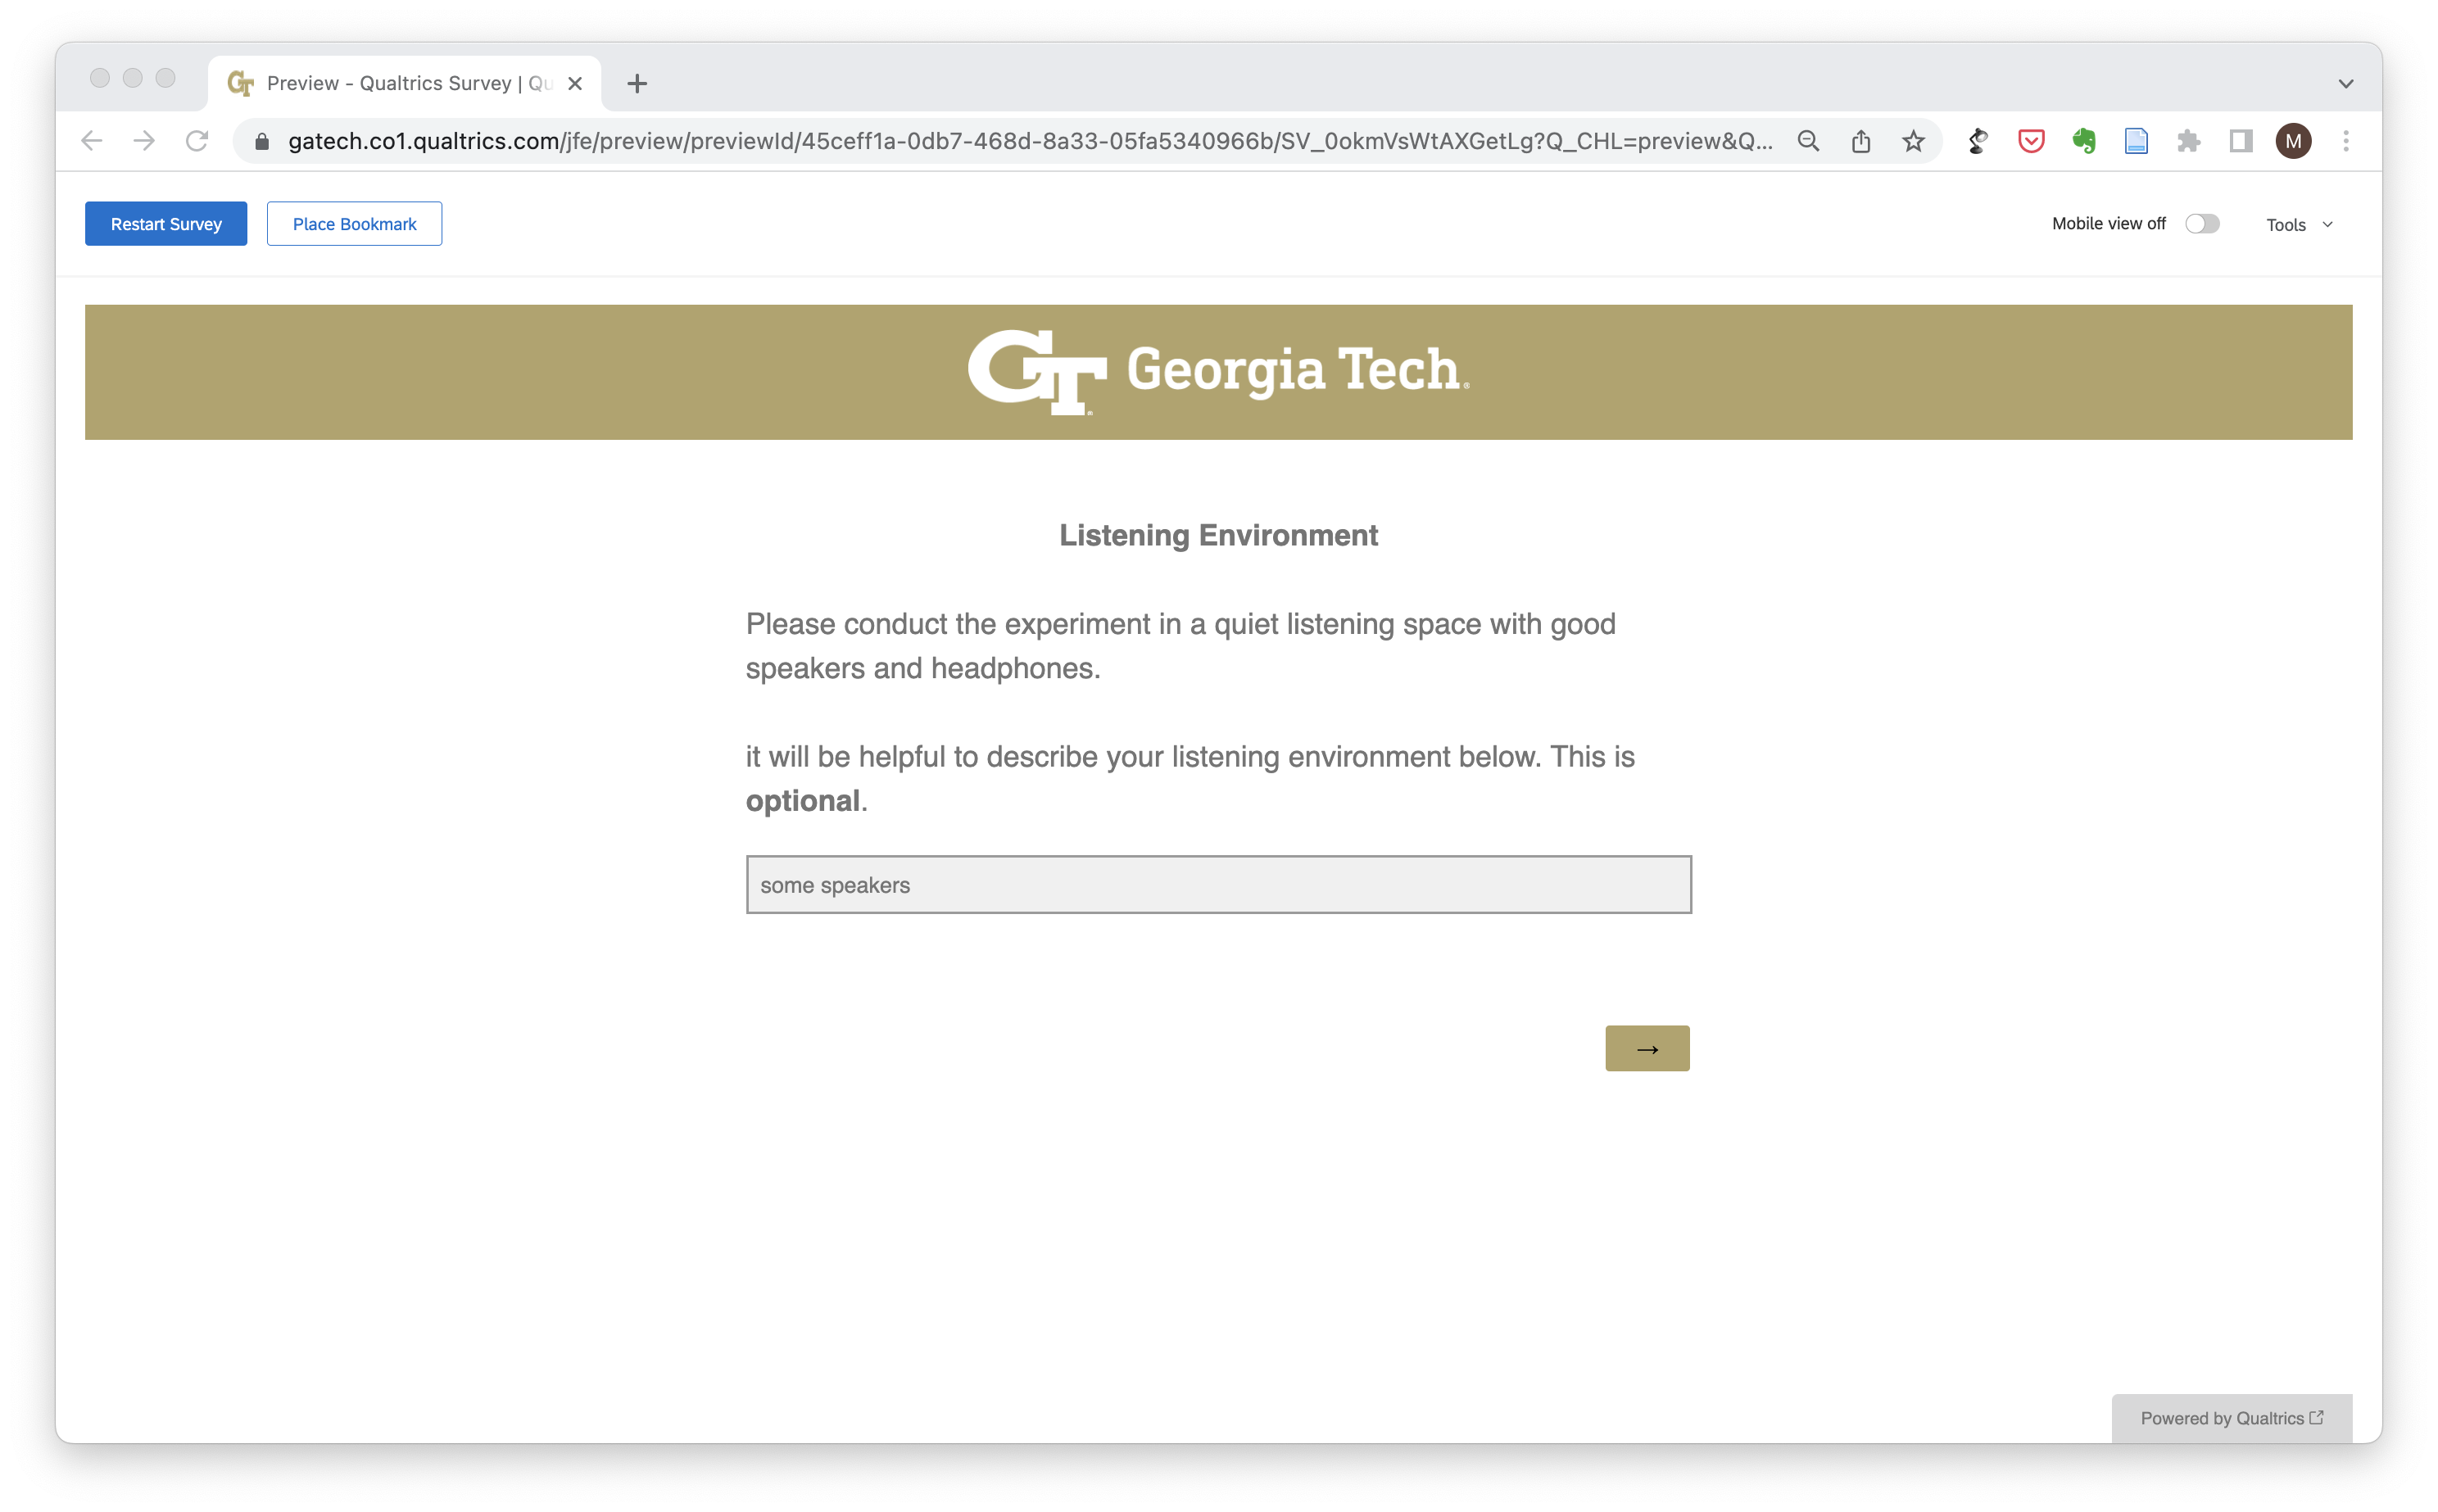 Preview - Qualtrics Survey | Qu
gatech.co1.qualtrics.com/jfe/preview/previewId/45ceff1a-0db7-468d-8a33-05fa5340966b/SV_0okmVsWtAXGetLg?Q_CHL=preview&Q...
M
Restart Survey
Place Bookmark
Mobile view off
Tools
GT Georgia Tech
Listening Environment
Please conduct the experiment in a quiet listening space with good
speakers and headphones.
it will be helpful to describe your listening environment below. This is
optional.
some speakers
→
Powered by Qualtrics